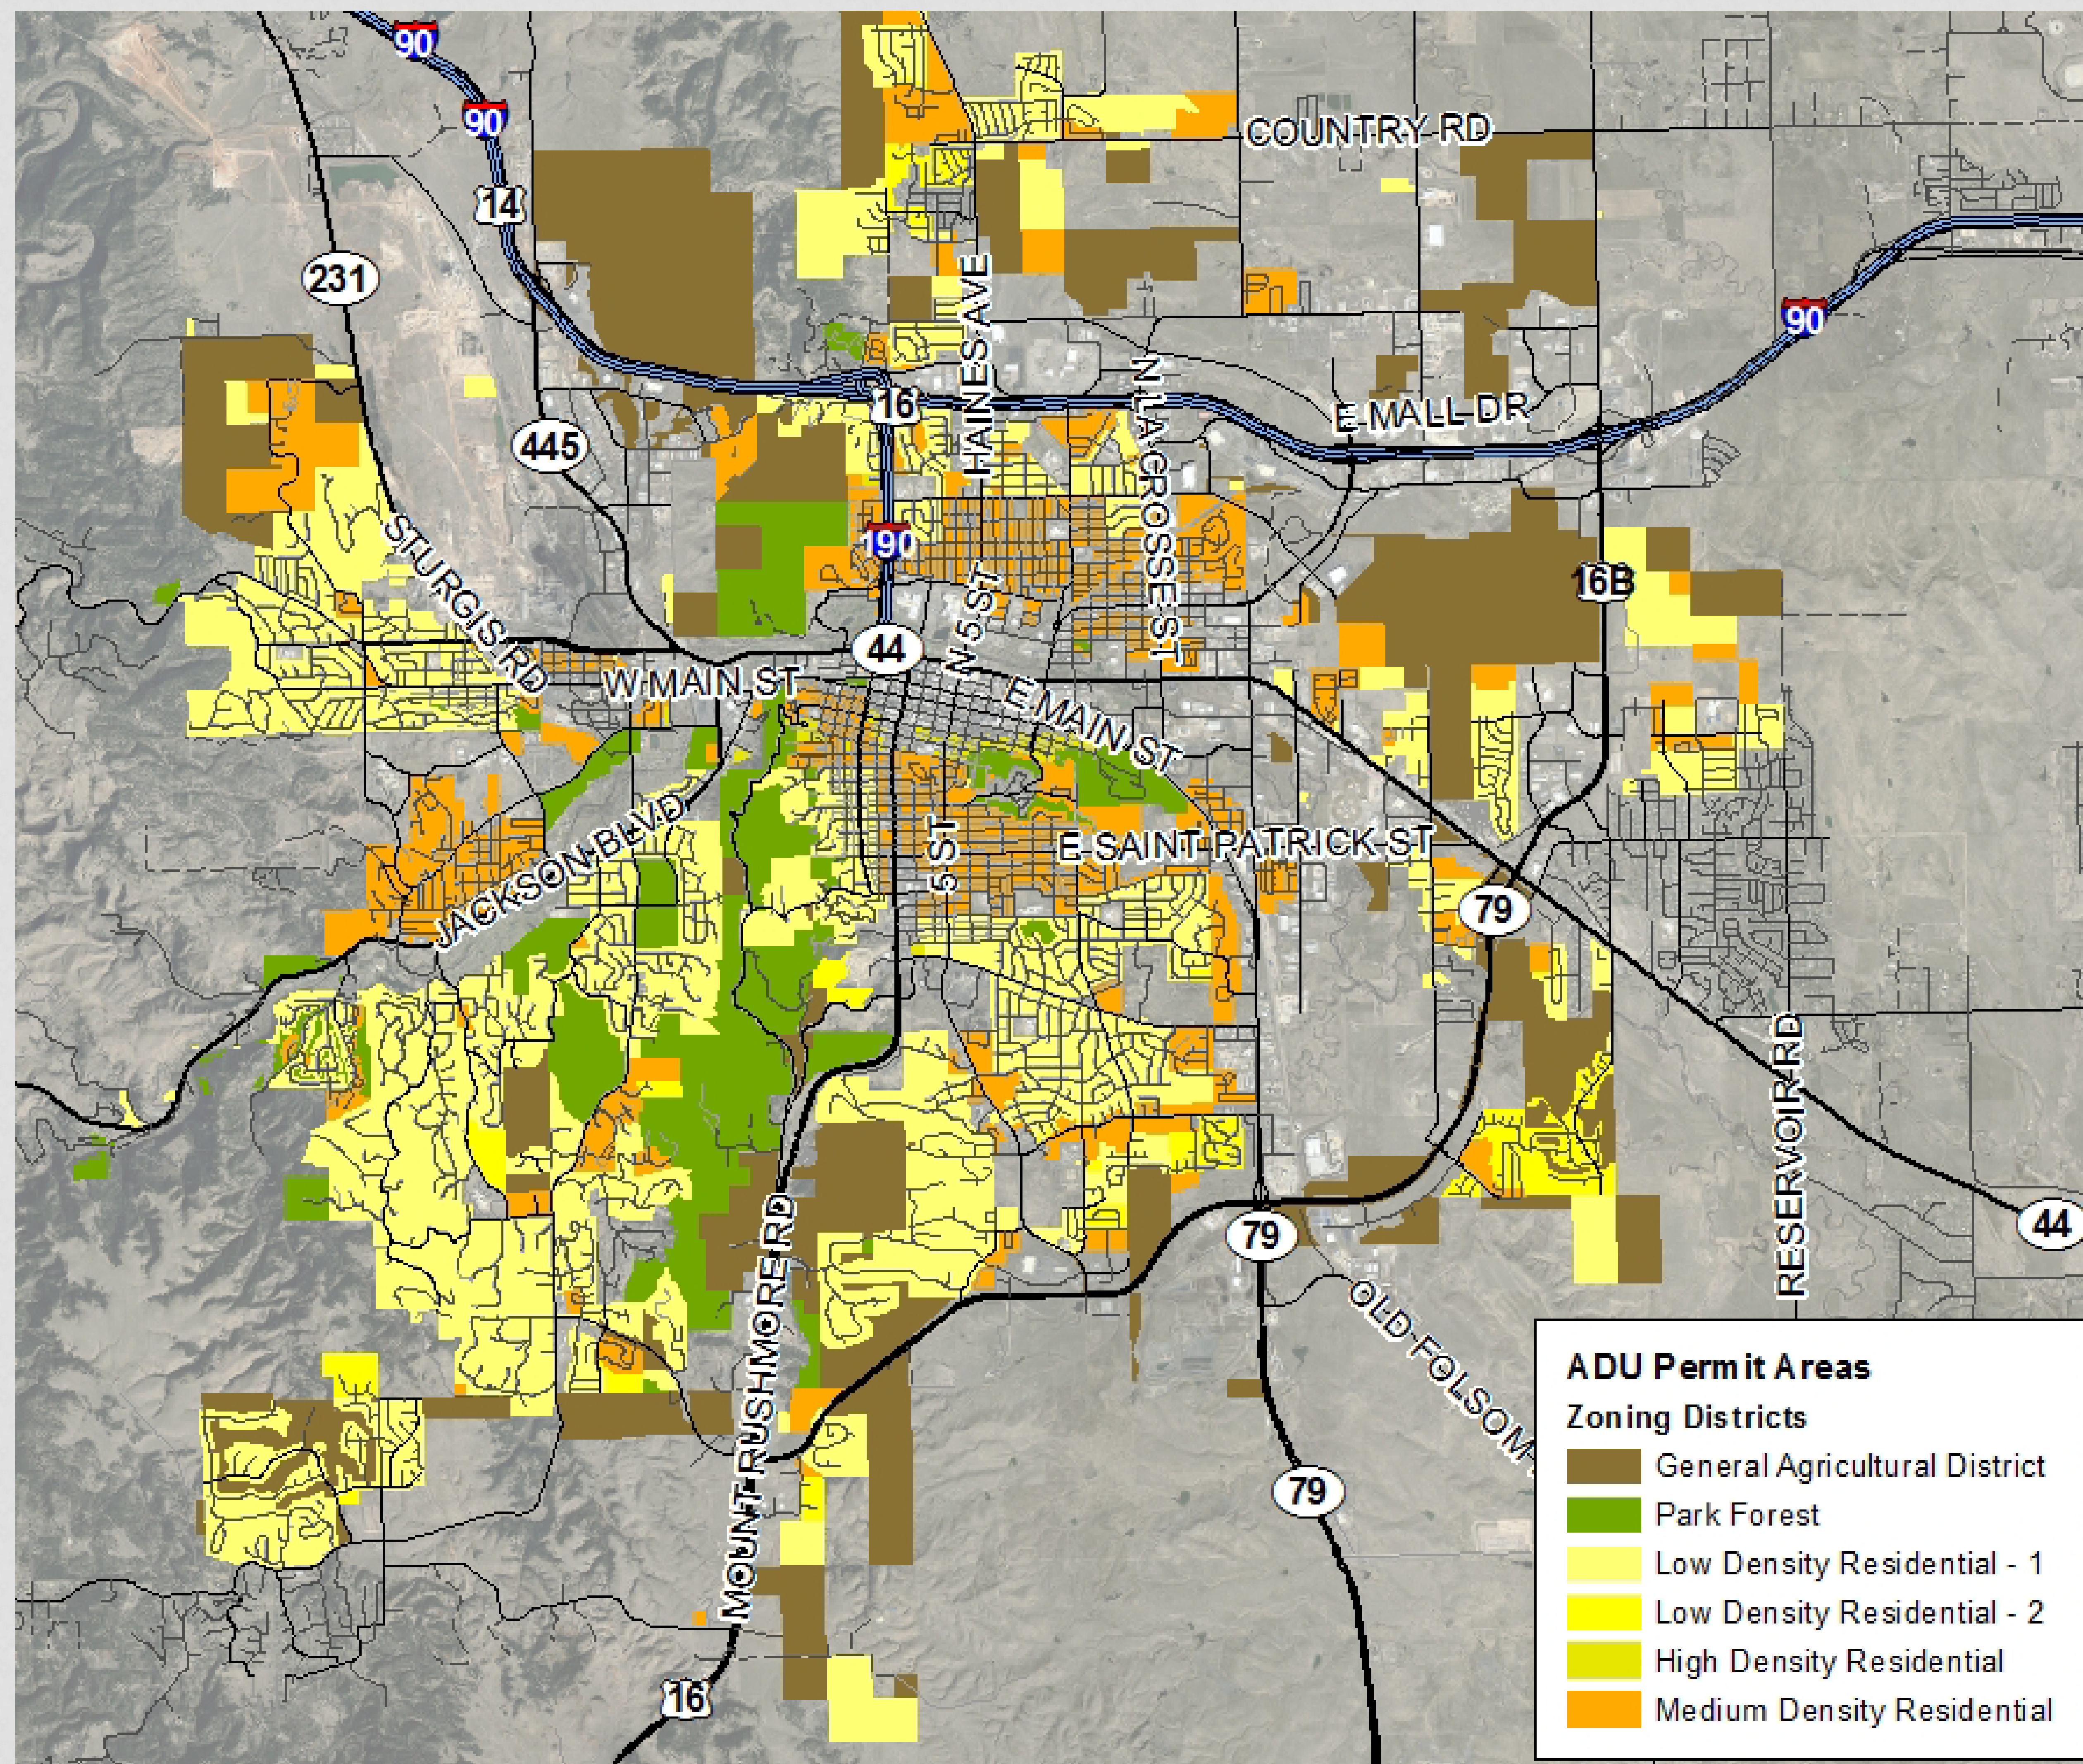 90
90
COUNTRY RD
14
231
90
HAINES AVE
16
N LA CROSSE ST
E MALL DR
445
STURGIS RD
190
16B
N 5 ST
44
W MAIN ST
E MAIN ST
JACKSON BLVD
5 ST
E SAINT PATRICK ST
79
RESERVOIR RD
MOUNT RUSHMORE RD
79
44
OLD FOLSOM
79
16
ADU Permit Areas
Zoning Districts
General Agricultural District
Park Forest
Low Density Residential - 1
Low Density Residential - 2
High Density Residential
Medium Density Residential